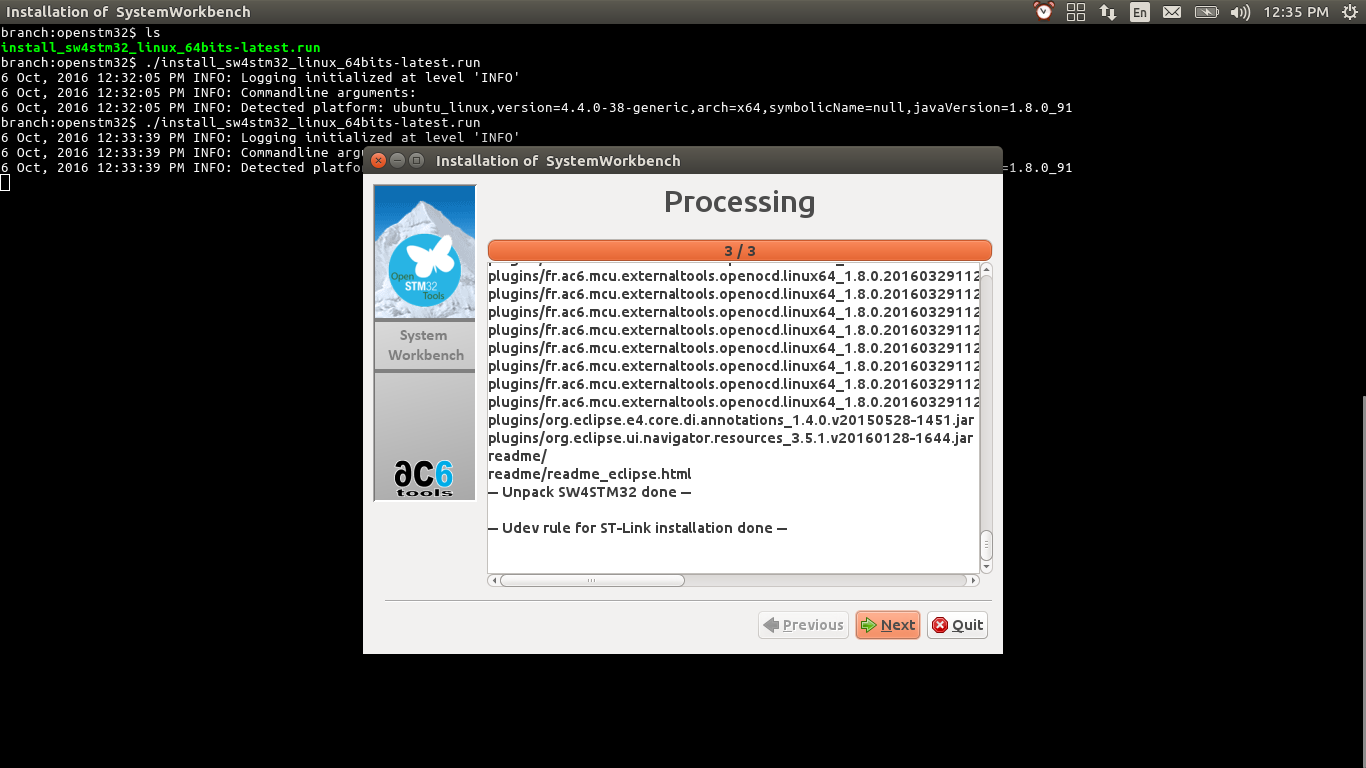 Installation of  SystemWorkbench
En
12:35 PM
branch:openstm32$ ls
install_sw4stm32_linux_64bits-latest.run
branch:openstm32$ ./install_sw4stm32_linux_64bits-latest.run
6 Oct, 2016 12:32:05 PM INFO: Logging initialized at level 'INFO'
6 Oct, 2016 12:32:05 PM INFO: Commandline arguments:
6 Oct, 2016 12:32:05 PM INFO: Detected platform: ubuntu_linux,version=4.4.0-38-generic,arch=x64,symbolicName=null,javaVersion=1.8.0_91
branch:openstm32$ ./install_sw4stm32_linux_64bits-latest.run
6 Oct, 2016 12:33:39 PM INFO: Logging initialized at level 'INFO'
6 Oct, 2016 12:33:39 PM INFO: Commandline argu
6 Oct, 2016 12:33:39 PM INFO: Detected platfor
=1.8.0_91
Installation of  SystemWorkbench
Open
STM32
Tools
System
Workbench
ac6
tools
Processing
3 / 3
plugins/fr.ac6.mcu.externaltools.openocd.linux64_1.8.0.20160329112
plugins/fr.ac6.mcu.externaltools.openocd.linux64_1.8.0.20160329112
plugins/fr.ac6.mcu.externaltools.openocd.linux64_1.8.0.20160329112
plugins/fr.ac6.mcu.externaltools.openocd.linux64_1.8.0.20160329112
plugins/fr.ac6.mcu.externaltools.openocd.linux64_1.8.0.20160329112
plugins/fr.ac6.mcu.externaltools.openocd.linux64_1.8.0.20160329112
plugins/fr.ac6.mcu.externaltools.openocd.linux64_1.8.0.20160329112
plugins/fr.ac6.mcu.externaltools.openocd.linux64_1.8.0.20160329112
plugins/org.eclipse.e4.core.di.annotations_1.4.0.v20150528-1451.jar
plugins/org.eclipse.ui.navigator.resources_3.5.1.v20160128-1644.jar
readme/
readme/readme_eclipse.html
— Unpack SW4STM32 done —
— Udev rule for ST-Link installation done —
Previous
Next
Quit